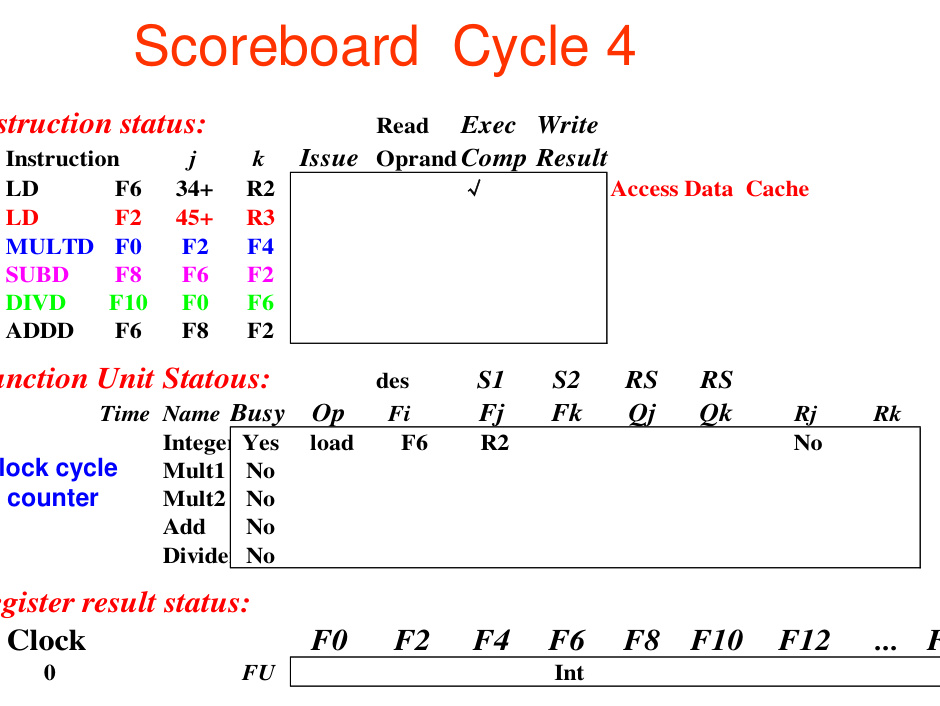 Scoreboard Cycle 4
struction status: Read Exec Write
Instruction j k Issue Oprand Comp Result
LD F6 34+ R2 √ Access Data Cache
LD F2 45+ R3
MULTD F0 F2 F4
SUBD F8 F6 F2
DIVD F10 F0 F6
ADDD F6 F8 F2
unction Unit Statous: des S1 S2 RS RS
Time Name Busy Op Fi Fj Fk Qj Qk Rj Rk
Integer Yes load F6 R2 No
lock cycle Mult1 No
counter Mult2 No
Add No
Divide No
gister result status:
Clock F0 F2 F4 F6 F8 F10 F12 ... F
0 FU Int